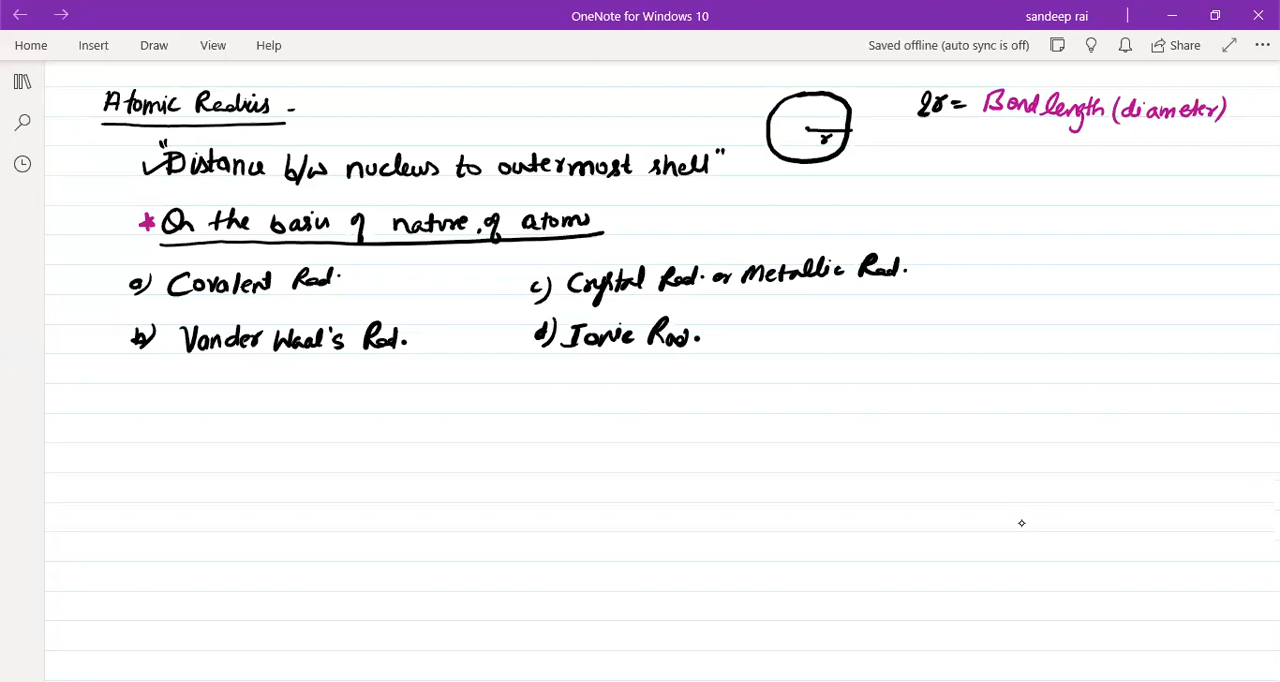 OneNote for Windows 10
sandeep rai
Home Insert Draw View Help
Saved offline (auto sync is off)
Share
Atomic Radius -
2r = Bond length (diameter)
r
"Distance b/w nucleus to outermost shell"
* On the basis of nature of atoms
a) Covalent Rad.
c) Crystal Rad. or Metallic Rad.
b) Vander Waal's Rad.
d) Ionic Rad.